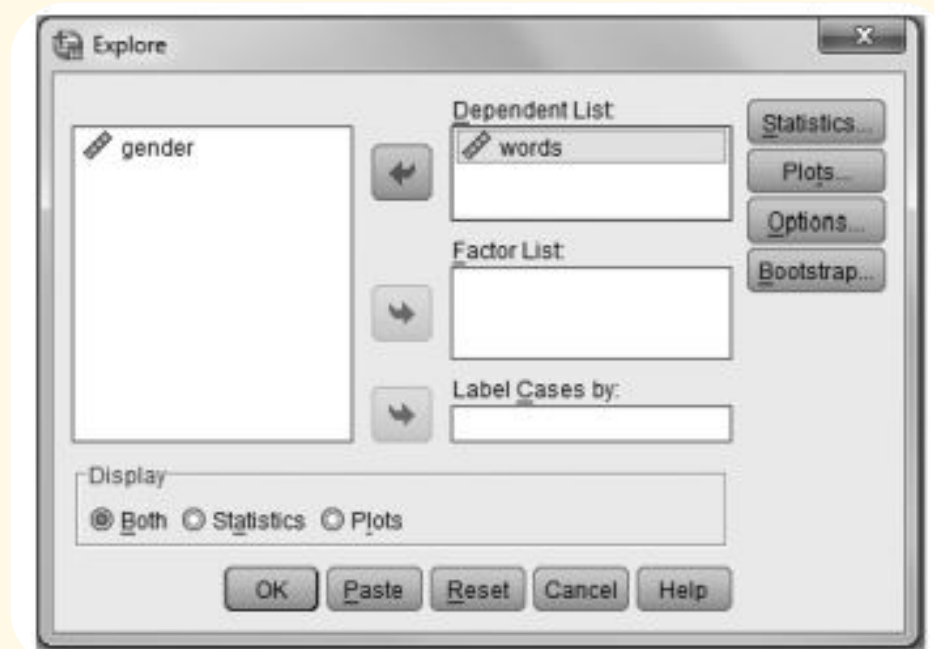 Explore
Dependent List:
gender
words
Statistics...
Plots...
Options...
Bootstrap...
Factor List:
Label Cases by:
Display
Both Statistics Plots
OK Paste Reset Cancel Help